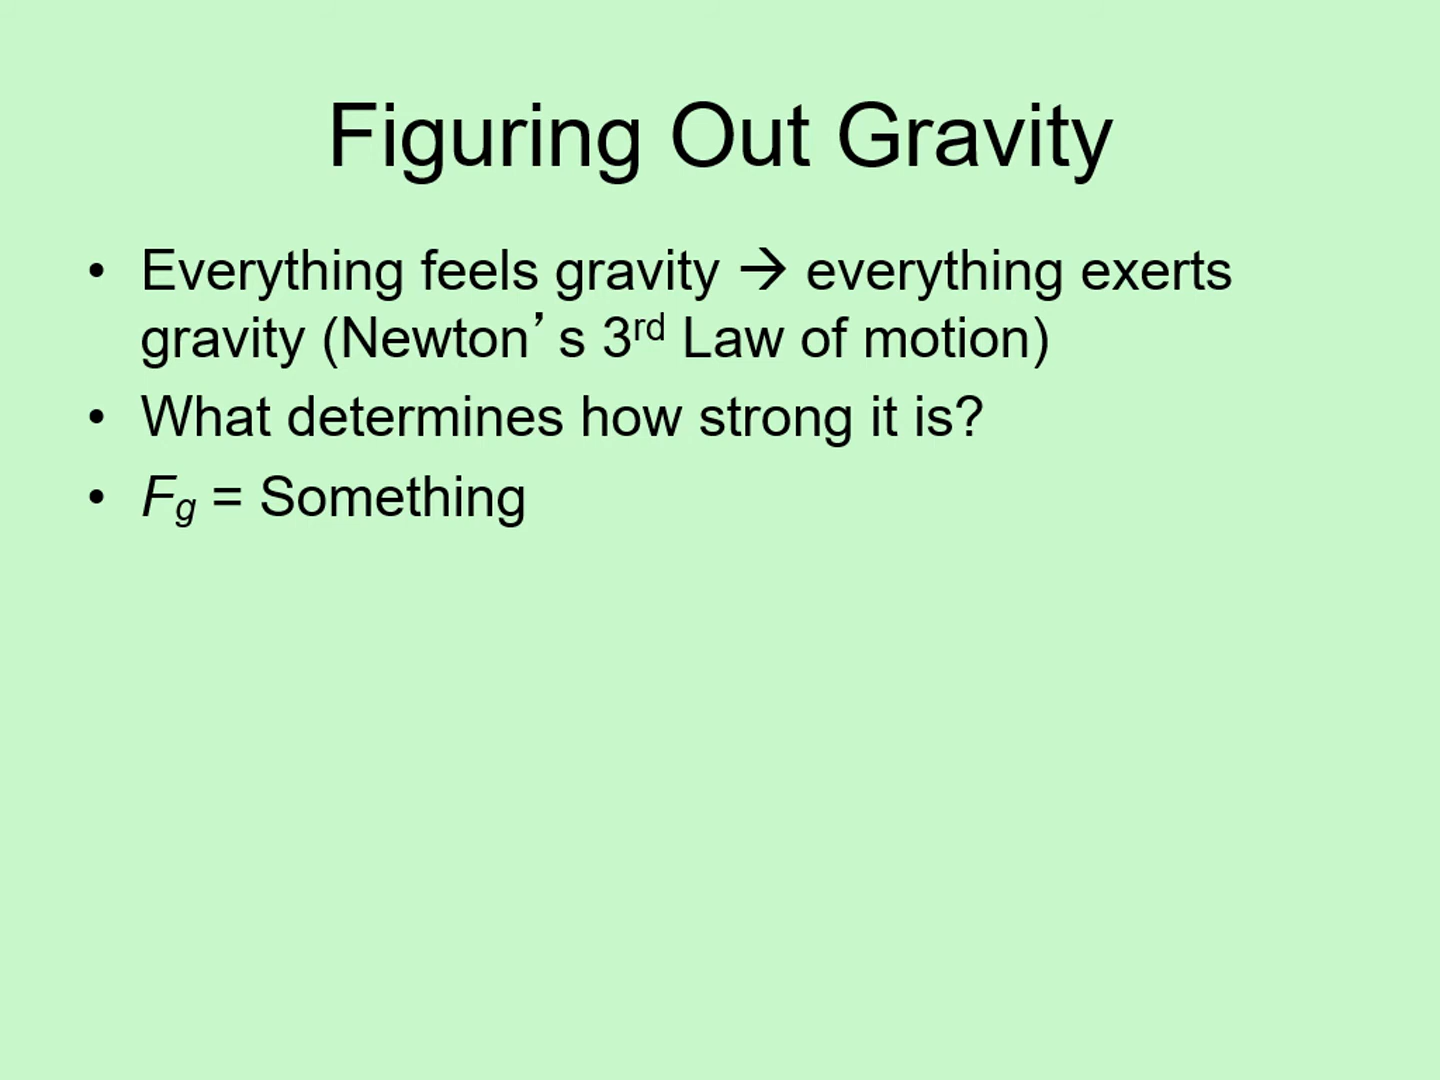 Figuring Out Gravity
• Everything feels gravity → everything exerts
gravity (Newton’s 3rd Law of motion)
• What determines how strong it is?
• Fg = Something